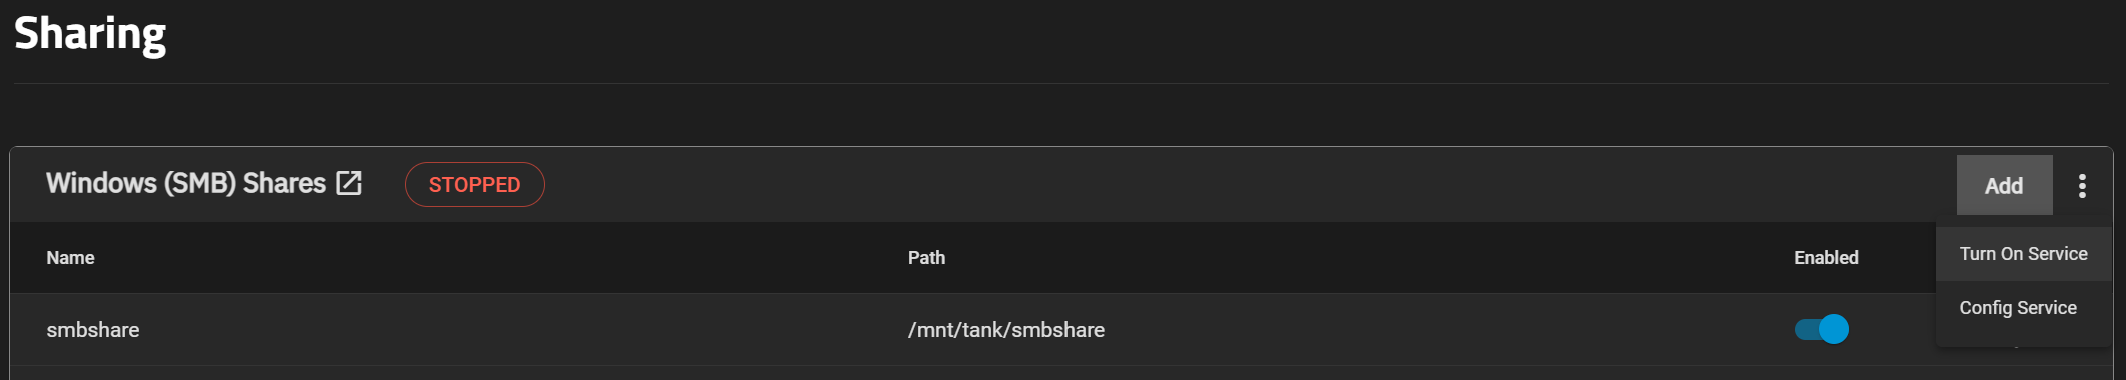 Sharing
Windows (SMB) Shares STOPPED Add
Name Path Enabled
Turn On Service
Config Service
smbshare /mnt/tank/smbshare